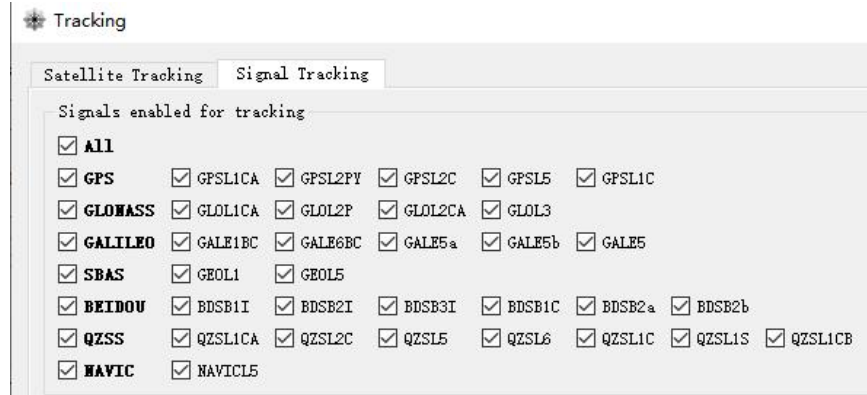 Tracking
Satellite Tracking Signal Tracking
Signals enabled for tracking
All
GPS GPSL1CA GPSL2PY GPSL2C GPSL5 GPSL1C
GLONASS GLOL1CA GLOL2P GLOL2CA GLOL3
GALILEO GALE1BC GALE6BC GALE5a GALE5b GALE5
SBAS GEOL1 GEOL5
BEIDOU BDSB1I BDSB2I BDSB3I BDSB1C BDSB2a BDSB2b
QZSS QZSL1CA QZSL2C QZSL5 QZSL6 QZSL1C QZSL1S QZSL1CB
NAVIC NAVICL5